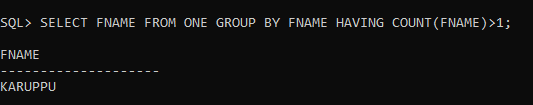 SQL> SELECT FNAME FROM ONE GROUP BY FNAME HAVING COUNT(FNAME)>1;
FNAME
--------------------
KARUPPU